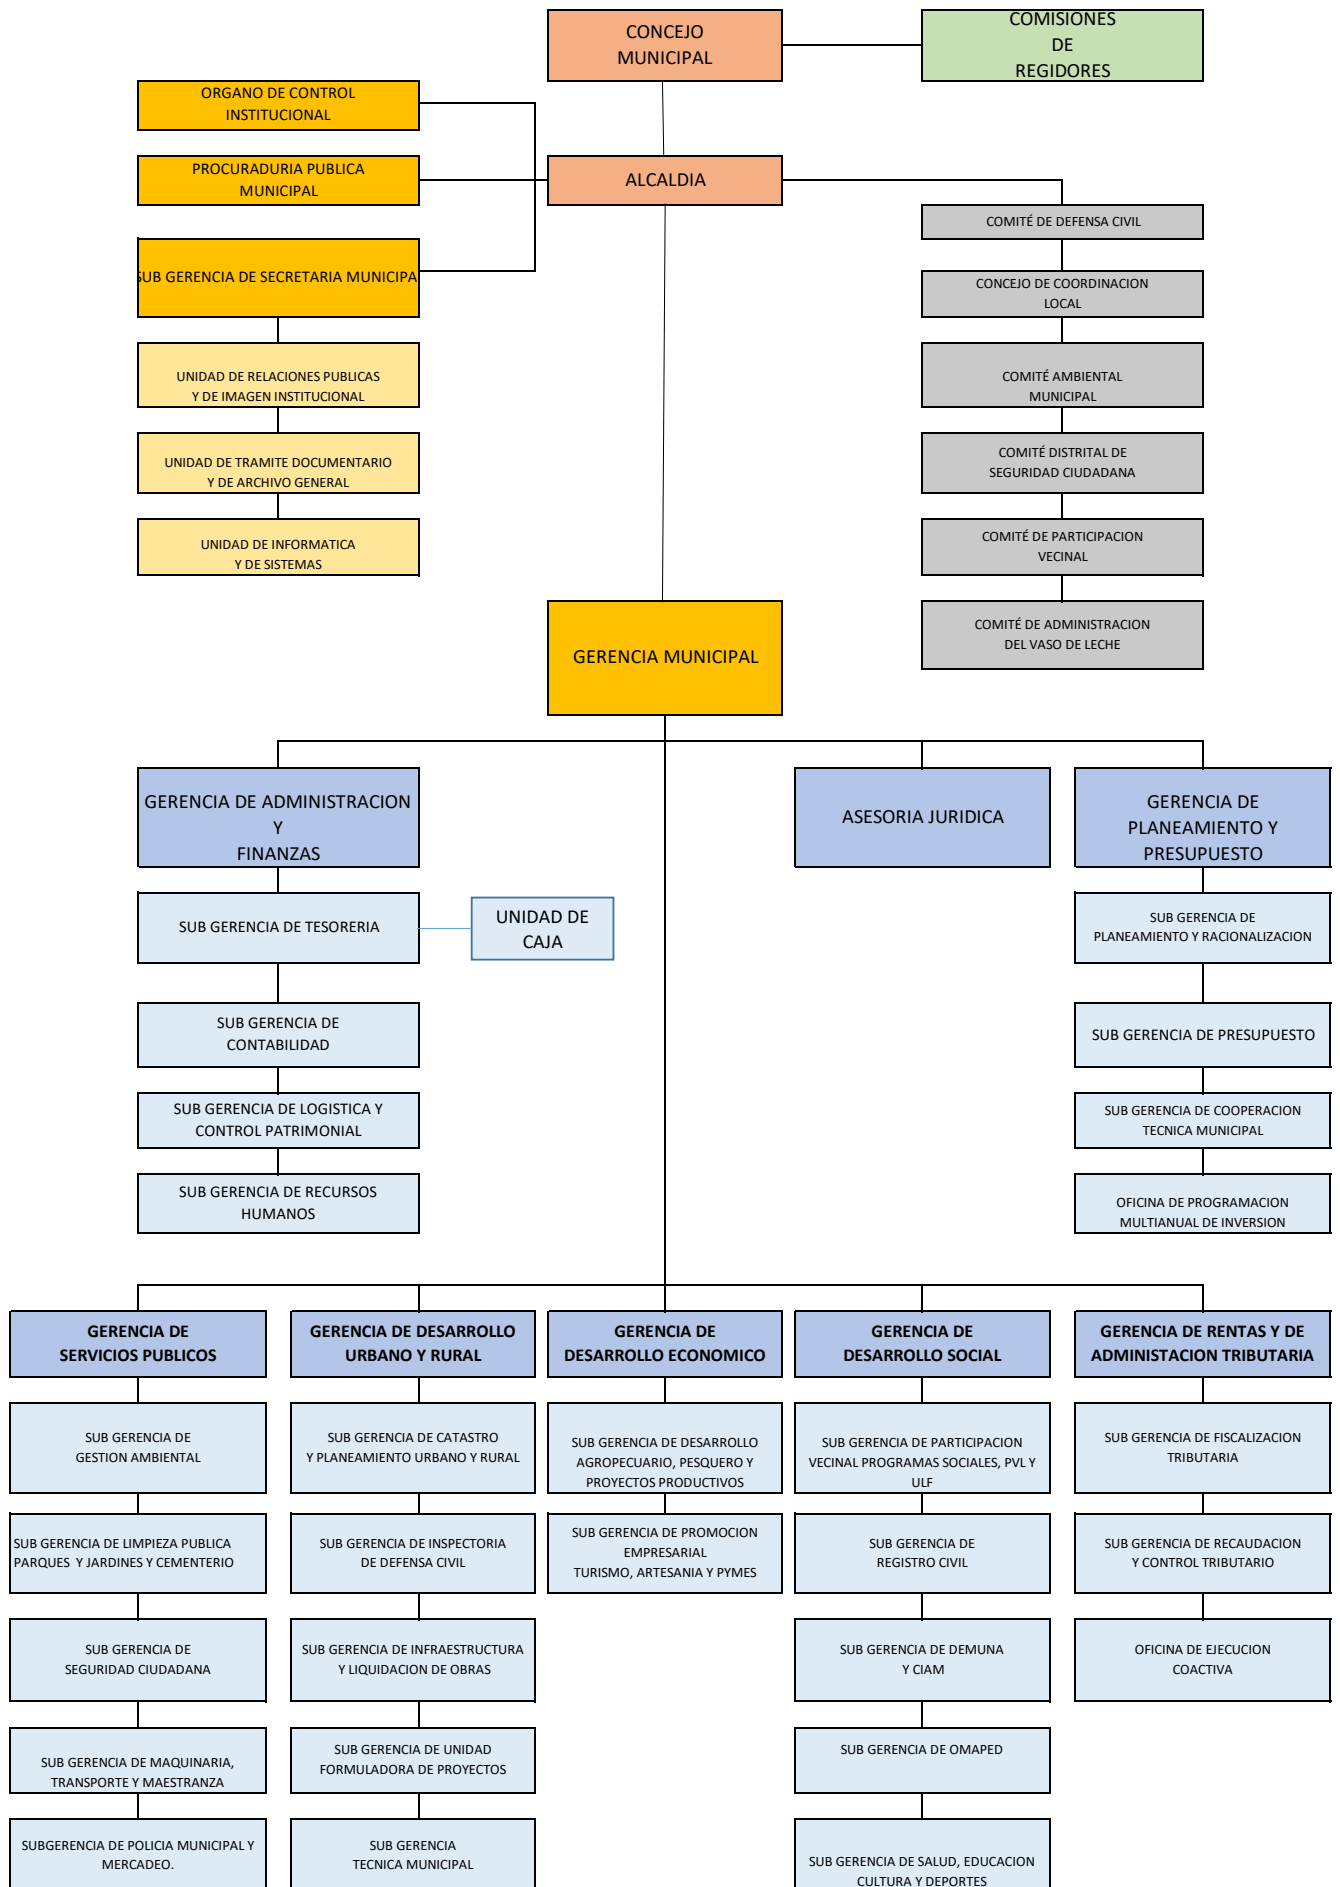 CONCEJO
MUNICIPAL
COMISIONES
DE
REGIDORES
ORGANO DE CONTROL
INSTITUCIONAL
PROCURADURIA PUBLICA
MUNICIPAL
ALCALDIA
SUB GERENCIA DE SECRETARIA MUNICIPA
UNIDAD DE RELACIONES PUBLICAS
Y DE IMAGEN INSTITUCIONAL
UNIDAD DE TRAMITE DOCUMENTARIO
Y DE ARCHIVO GENERAL
UNIDAD DE INFORMATICA
Y DE SISTEMAS
COMITÉ DE DEFENSA CIVIL
CONCEJO DE COORDINACION
LOCAL
COMITÉ AMBIENTAL
MUNICIPAL
COMITÉ DISTRITAL DE
SEGURIDAD CIUDADANA
COMITÉ DE PARTICIPACION
VECINAL
COMITÉ DE ADMINISTRACION
DEL VASO DE LECHE
GERENCIA MUNICIPAL
GERENCIA DE ADMINISTRACION
Y
FINANZAS
ASESORIA JURIDICA
GERENCIA DE
PLANEAMIENTO Y
PRESUPUESTO
SUB GERENCIA DE TESORERIA
UNIDAD DE
CAJA
SUB GERENCIA DE
CONTABILIDAD
SUB GERENCIA DE LOGISTICA Y
CONTROL PATRIMONIAL
SUB GERENCIA DE RECURSOS
HUMANOS
SUB GERENCIA DE
PLANEAMIENTO Y RACIONALIZACION
SUB GERENCIA DE PRESUPUESTO
SUB GERENCIA DE COOPERACION
TECNICA MUNICIPAL
OFICINA DE PROGRAMACION
MULTIANUAL DE INVERSION
GERENCIA DE
SERVICIOS PUBLICOS
SUB GERENCIA DE
GESTION AMBIENTAL
SUB GERENCIA DE LIMPIEZA PUBLICA
PARQUES Y JARDINES Y CEMENTERIO
SUB GERENCIA DE
SEGURIDAD CIUDADANA
SUB GERENCIA DE MAQUINARIA,
TRANSPORTE Y MAESTRANZA
SUBGERENCIA DE POLICIA MUNICIPAL Y
MERCADEO.
GERENCIA DE DESARROLLO
URBANO Y RURAL
SUB GERENCIA DE CATASTRO
Y PLANEAMIENTO URBANO Y RURAL
SUB GERENCIA DE INSPECTORIA
DE DEFENSA CIVIL
SUB GERENCIA DE INFRAESTRUCTURA
Y LIQUIDACION DE OBRAS
SUB GERENCIA DE UNIDAD
FORMULADORA DE PROYECTOS
SUB GERENCIA
TECNICA MUNICIPAL
GERENCIA DE
DESARROLLO ECONOMICO
SUB GERENCIA DE DESARROLLO
AGROPECUARIO, PESQUERO Y
PROYECTOS PRODUCTIVOS
SUB GERENCIA DE PROMOCION
EMPRESARIAL
TURISMO, ARTESANIA Y PYMES
GERENCIA DE
DESARROLLO SOCIAL
SUB GERENCIA DE PARTICIPACION
VECINAL PROGRAMAS SOCIALES, PVL Y
ULF
SUB GERENCIA DE
REGISTRO CIVIL
SUB GERENCIA DE DEMUNA
Y CIAM
SUB GERENCIA DE OMAPED
SUB GERENCIA DE SALUD, EDUCACION
CULTURA Y DEPORTES
GERENCIA DE RENTAS Y DE
ADMINISTACION TRIBUTARIA
SUB GERENCIA DE FISCALIZACION
TRIBUTARIA
SUB GERENCIA DE RECAUDACION
Y CONTROL TRIBUTARIO
OFICINA DE EJECUCION
COACTIVA